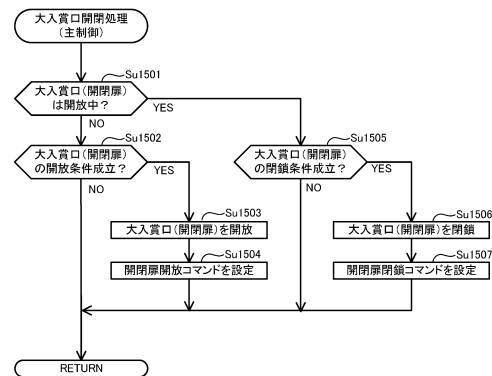 大入賞口開閉処理
(主制御)
Su1501
大入賞口(開閉扉)
は開放中?
YES
NO
Su1502
大入賞口(開閉扉)
の開放条件成立?
YES
NO
Su1505
大入賞口(開閉扉)
の閉鎖条件成立?
YES
NO
Su1503
大入賞口(開閉扉)を開放
Su1504
開閉扉開放コマンドを設定
Su1506
大入賞口(開閉扉)を閉鎖
Su1507
開閉扉閉鎖コマンドを設定
RETURN